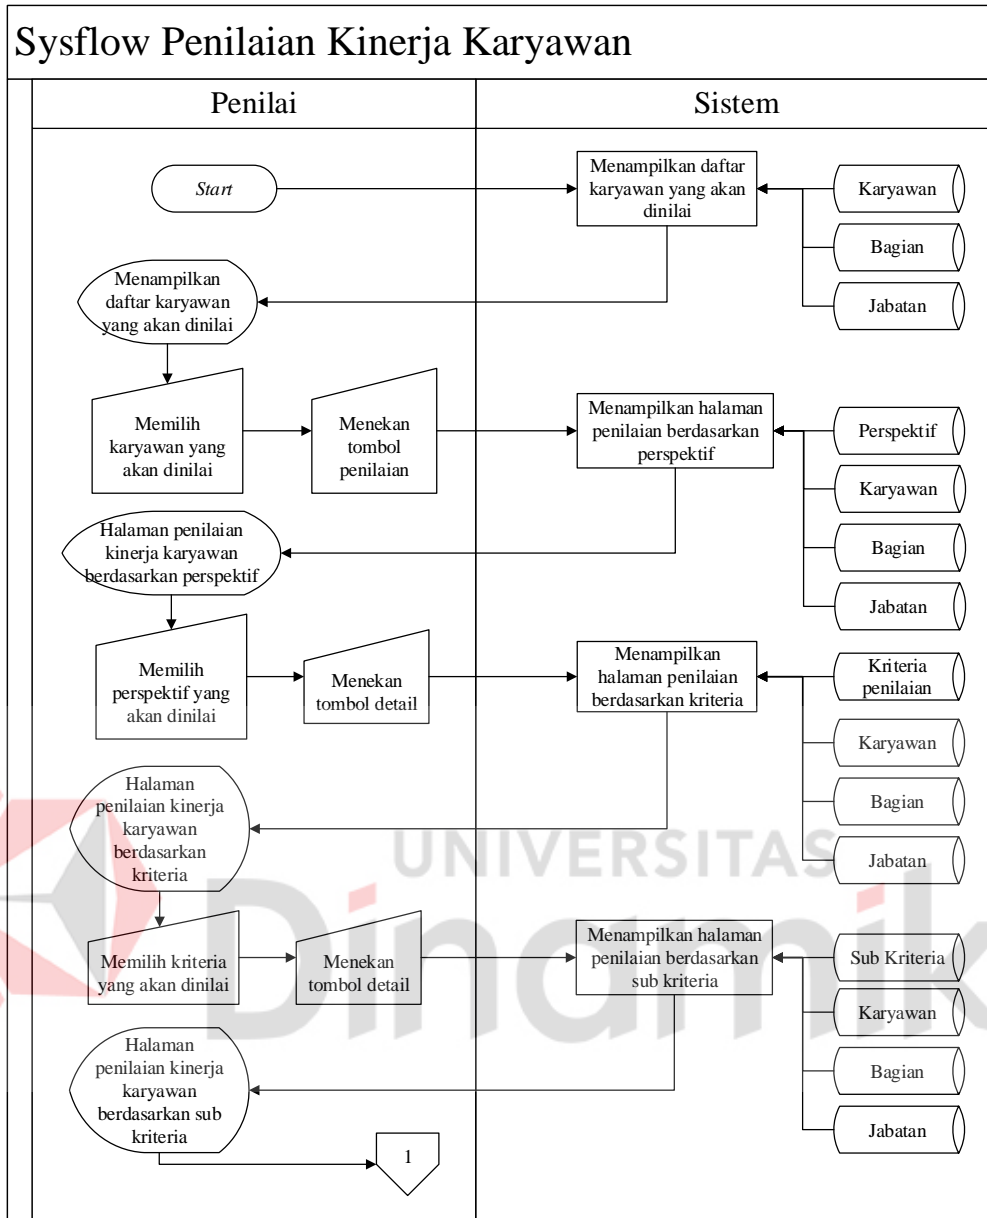 Sysflow Penilaian Kinerja Karyawan
Penilai
Sistem
Start
Menampilkan daftar
karyawan yang akan
dinilai
Karyawan
Bagian
Jabatan
Menampilkan
daftar karyawan
yang akan dinilai
Memilih
karyawan yang
akan dinilai
Menekan
tombol
penilaian
Menampilkan halaman
penilaian berdasarkan
perspektif
Perspektif
Karyawan
Bagian
Jabatan
Halaman penilaian
kinerja karyawan
berdasarkan perspektif
Memilih
perspektif yang
akan dinilai
Menekan
tombol detail
Menampilkan
halaman penilaian
berdasarkan kriteria
Kriteria
penilaian
Karyawan
Bagian
Jabatan
Halaman
penilaian kinerja
karyawan
berdasarkan
kriteria
UNIVERSITAS
Dinamik
Memilih kriteria
yang akan dinilai
Menekan
tombol detail
Menampilkan halaman
penilaian berdasarkan
sub kriteria
Sub Kriteria
Karyawan
Bagian
Jabatan
Halaman
penilaian kinerja
karyawan
berdasarkan sub
kriteria
1